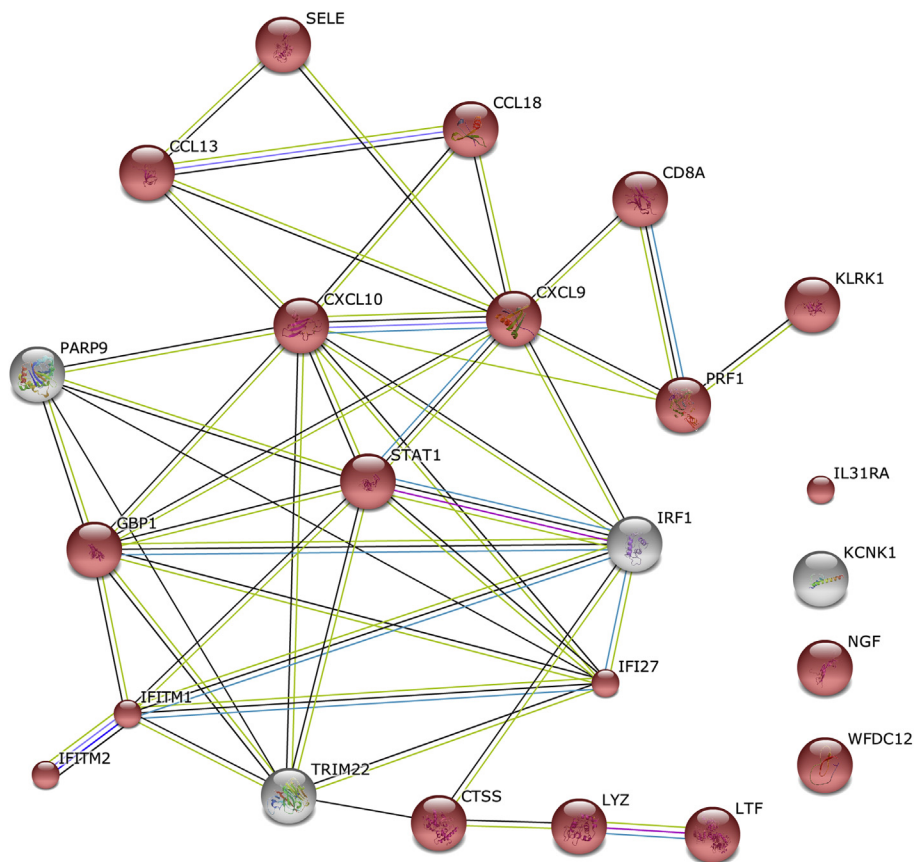 SELE
CCL18
CCL13
CD8A
KLRK1
CXCL10
CXCL9
PARP9
PRF1
STAT1
IL31RA
GBP1
IRF1
KCNK1
NGF
IFI27
IFITM1
WFDC12
IFITM2
TRIM22
CTSS
LYZ
LTF